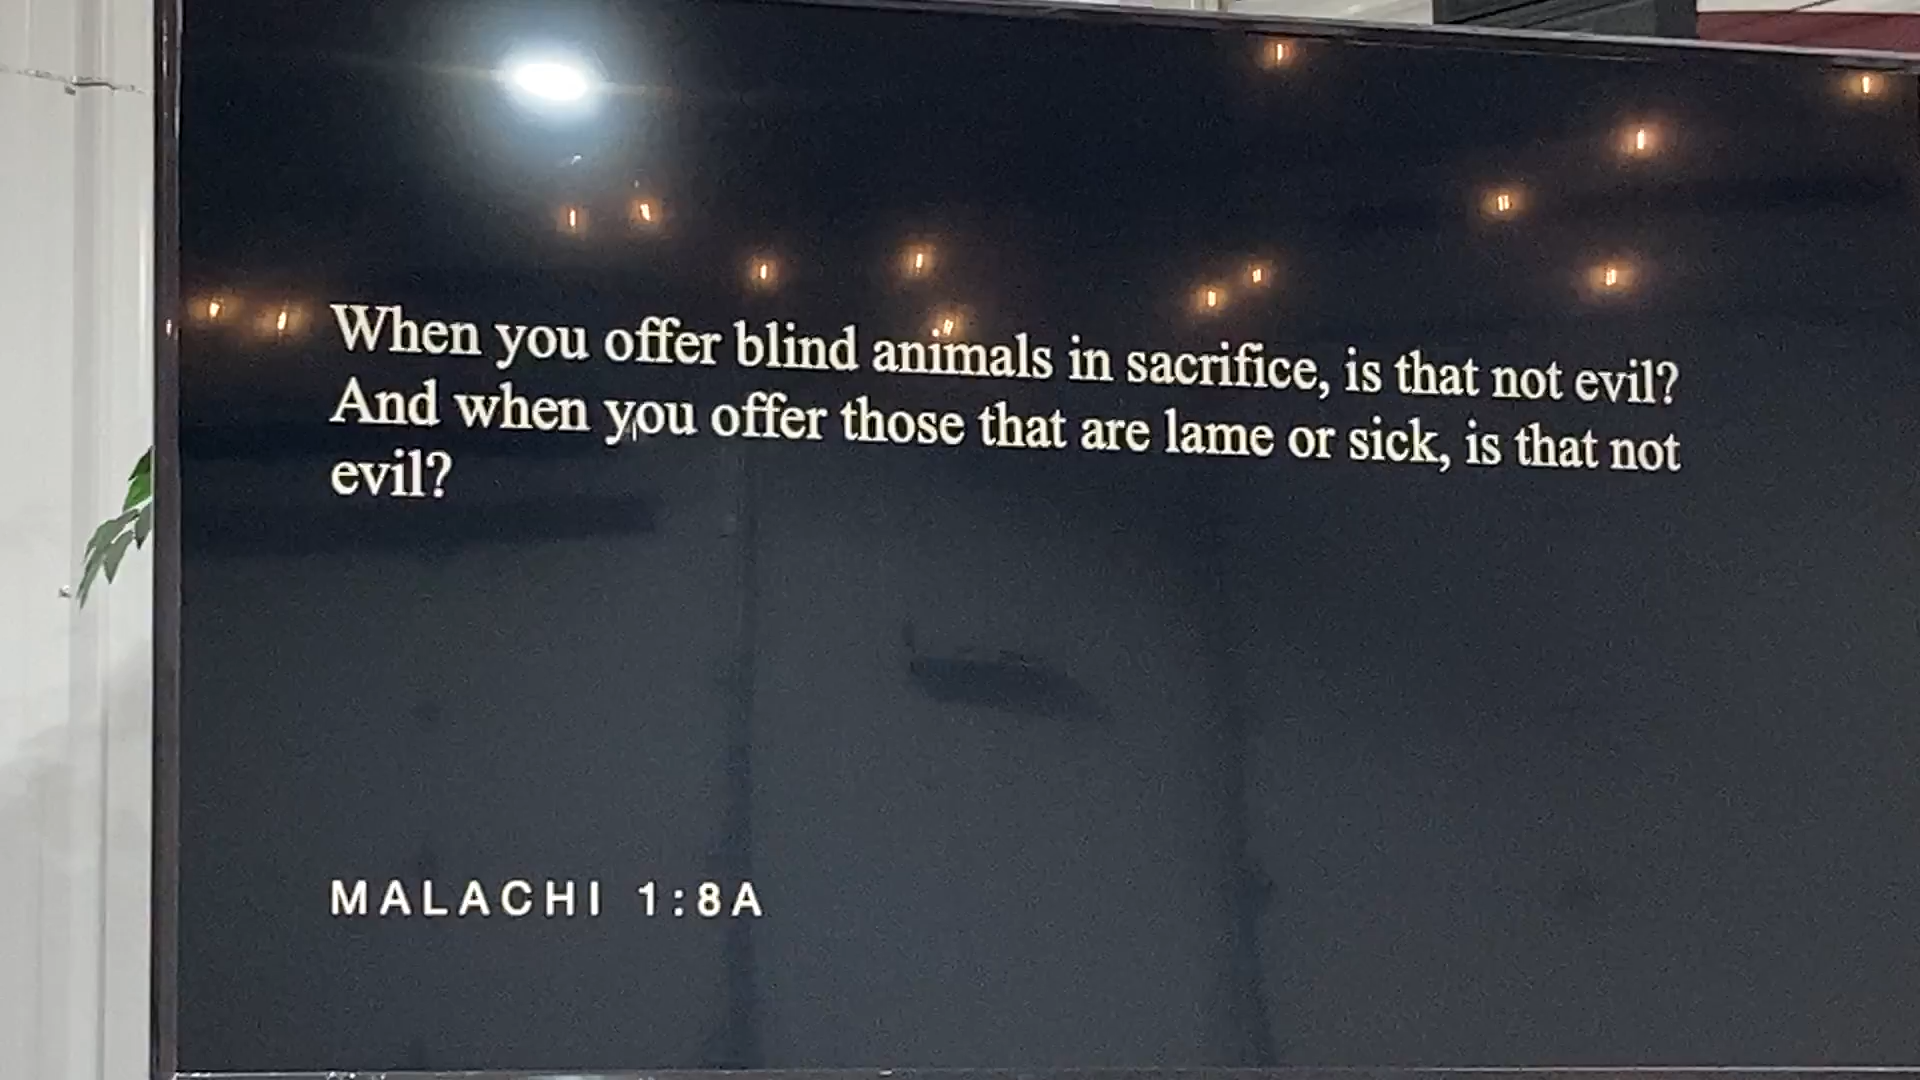 When you offer blind animals in sacrifice, is that not evil?
And when you offer those that are lame or sick, is that not
evil?
MALACHI 1:8A